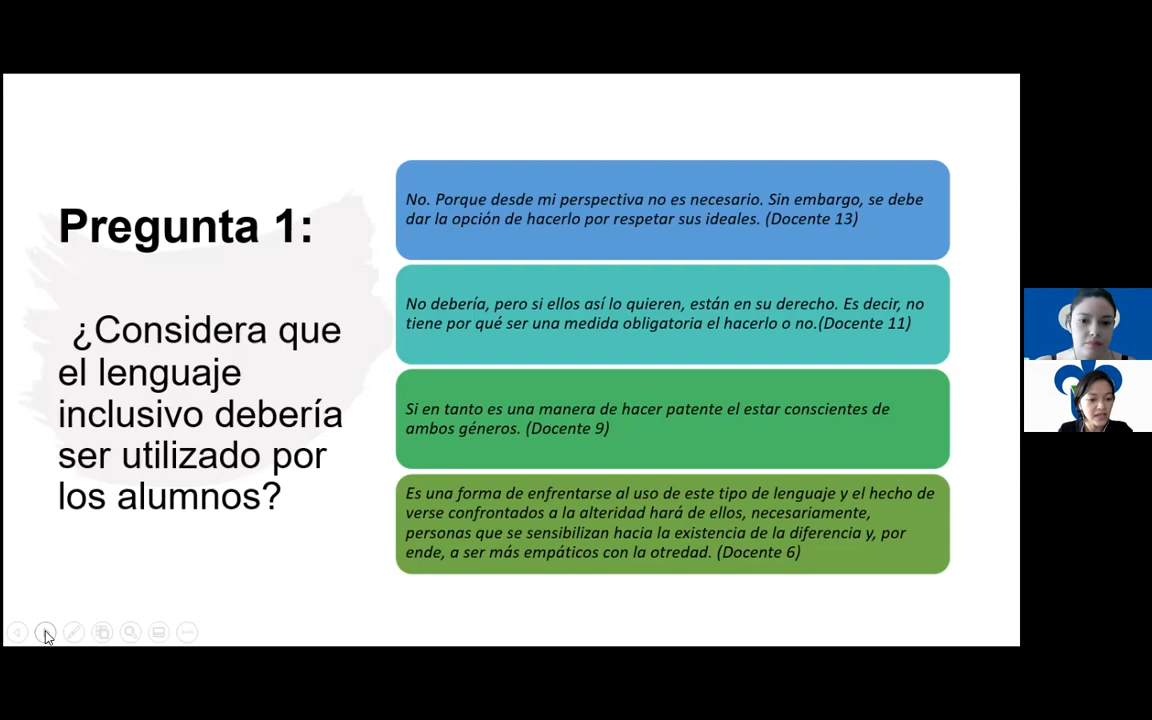 Pregunta 1:
¿Considera que
el lenguaje
inclusivo debería
ser utilizado por
los alumnos?
No. Porque desde mi perspectiva no es necesario. Sin embargo, se debe
dar la opción de hacerlo por respetar sus ideales. (Docente 13)
No debería, pero si ellos así lo quieren, están en su derecho. Es decir, no
tiene por qué ser una medida obligatoria el hacerlo o no.(Docente 11)
Si en tanto es una manera de hacer patente el estar conscientes de
ambos géneros. (Docente 9)
Es una forma de enfrentarse al uso de este tipo de lenguaje y el hecho de
verse confrontados a la alteridad hará de ellos, necesariamente,
personas que se sensibilizan hacia la existencia de la diferencia y, por
ende, a ser más empáticos con la otredad. (Docente 6)